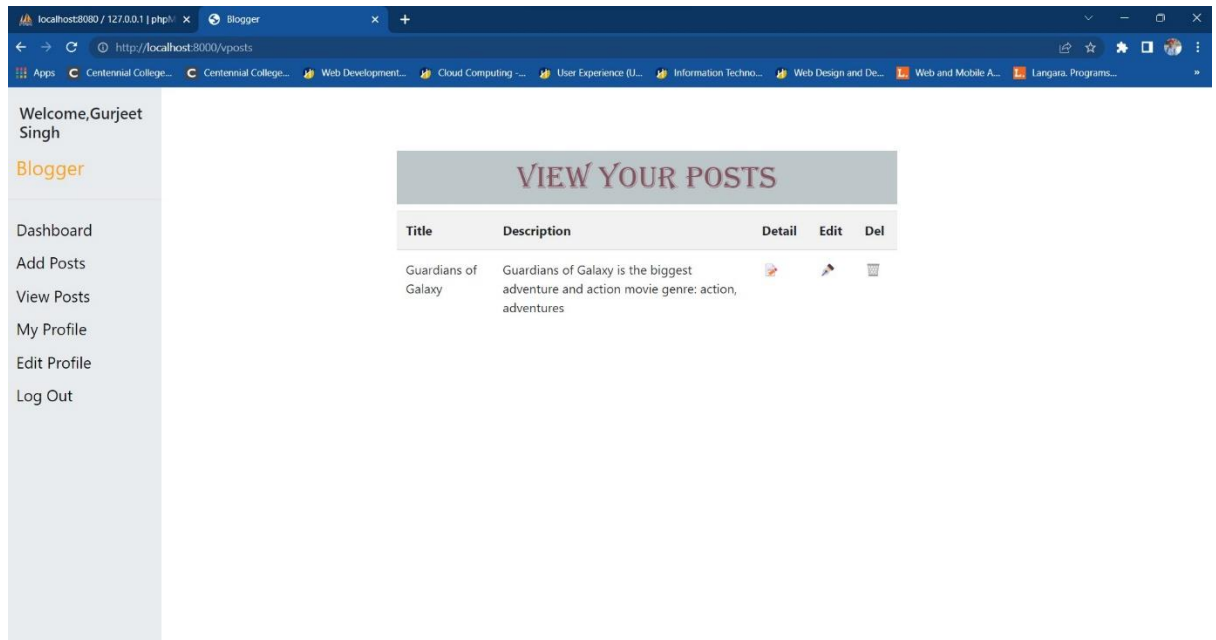 localhost:8080 / 127.0.0.1 | phpM
Blogger
http://localhost:8000/vposts
Apps
Centennial College...
Centennial College...
Web Development...
Cloud Computing -...
User Experience (U...
Information Techno...
Web Design and De...
Web and Mobile A...
Langara. Programs...
Welcome,Gurjeet
Singh
Blogger
Dashboard
Add Posts
View Posts
My Profile
Edit Profile
Log Out
VIEW YOUR POSTS
Title Description Detail Edit Del
Guardians of Guardians of Galaxy is the biggest
Galaxy adventure and action movie genre: action,
adventures